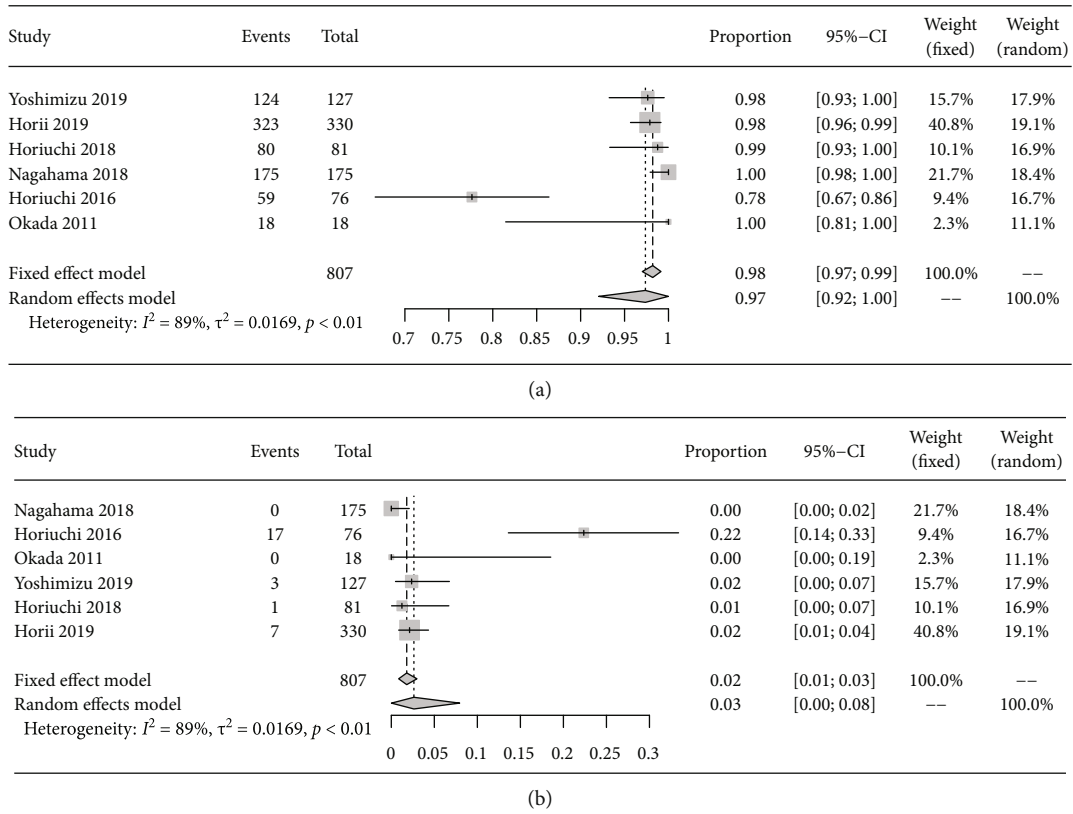 Study Events Total Proportion 95%−CI Weight (fixed) Weight (random)
Yoshimizu 2019 124 127 0.98 [0.93; 1.00] 15.7% 17.9%
Horii 2019 323 330 0.98 [0.96; 0.99] 40.8% 19.1%
Horiuchi 2018 80 81 0.99 [0.93; 1.00] 10.1% 16.9%
Nagahama 2018 175 175 1.00 [0.98; 1.00] 21.7% 18.4%
Horiuchi 2016 59 76 0.78 [0.67; 0.86] 9.4% 16.7%
Okada 2011 18 18 1.00 [0.81; 1.00] 2.3% 11.1%
Fixed effect model 807 0.98 [0.97; 0.99] 100.0% −−
Random effects model 0.97 [0.92; 1.00] −− 100.0%
Heterogeneity: I² = 89%, τ² = 0.0169, p < 0.01
0.7 0.75 0.8 0.85 0.9 0.95 1
(a)
Study Events Total Proportion 95%−CI Weight (fixed) Weight (random)
Nagahama 2018 0 175 0.00 [0.00; 0.02] 21.7% 18.4%
Horiuchi 2016 17 76 0.22 [0.14; 0.33] 9.4% 16.7%
Okada 2011 0 18 0.00 [0.00; 0.19] 2.3% 11.1%
Yoshimizu 2019 3 127 0.02 [0.00; 0.07] 15.7% 17.9%
Horiuchi 2018 1 81 0.01 [0.00; 0.07] 10.1% 16.9%
Horii 2019 7 330 0.02 [0.01; 0.04] 40.8% 19.1%
Fixed effect model 807 0.02 [0.01; 0.03] 100.0% −−
Random effects model 0.03 [0.00; 0.08] −− 100.0%
Heterogeneity: I² = 89%, τ² = 0.0169, p < 0.01
0 0.05 0.1 0.15 0.2 0.25 0.3
(b)